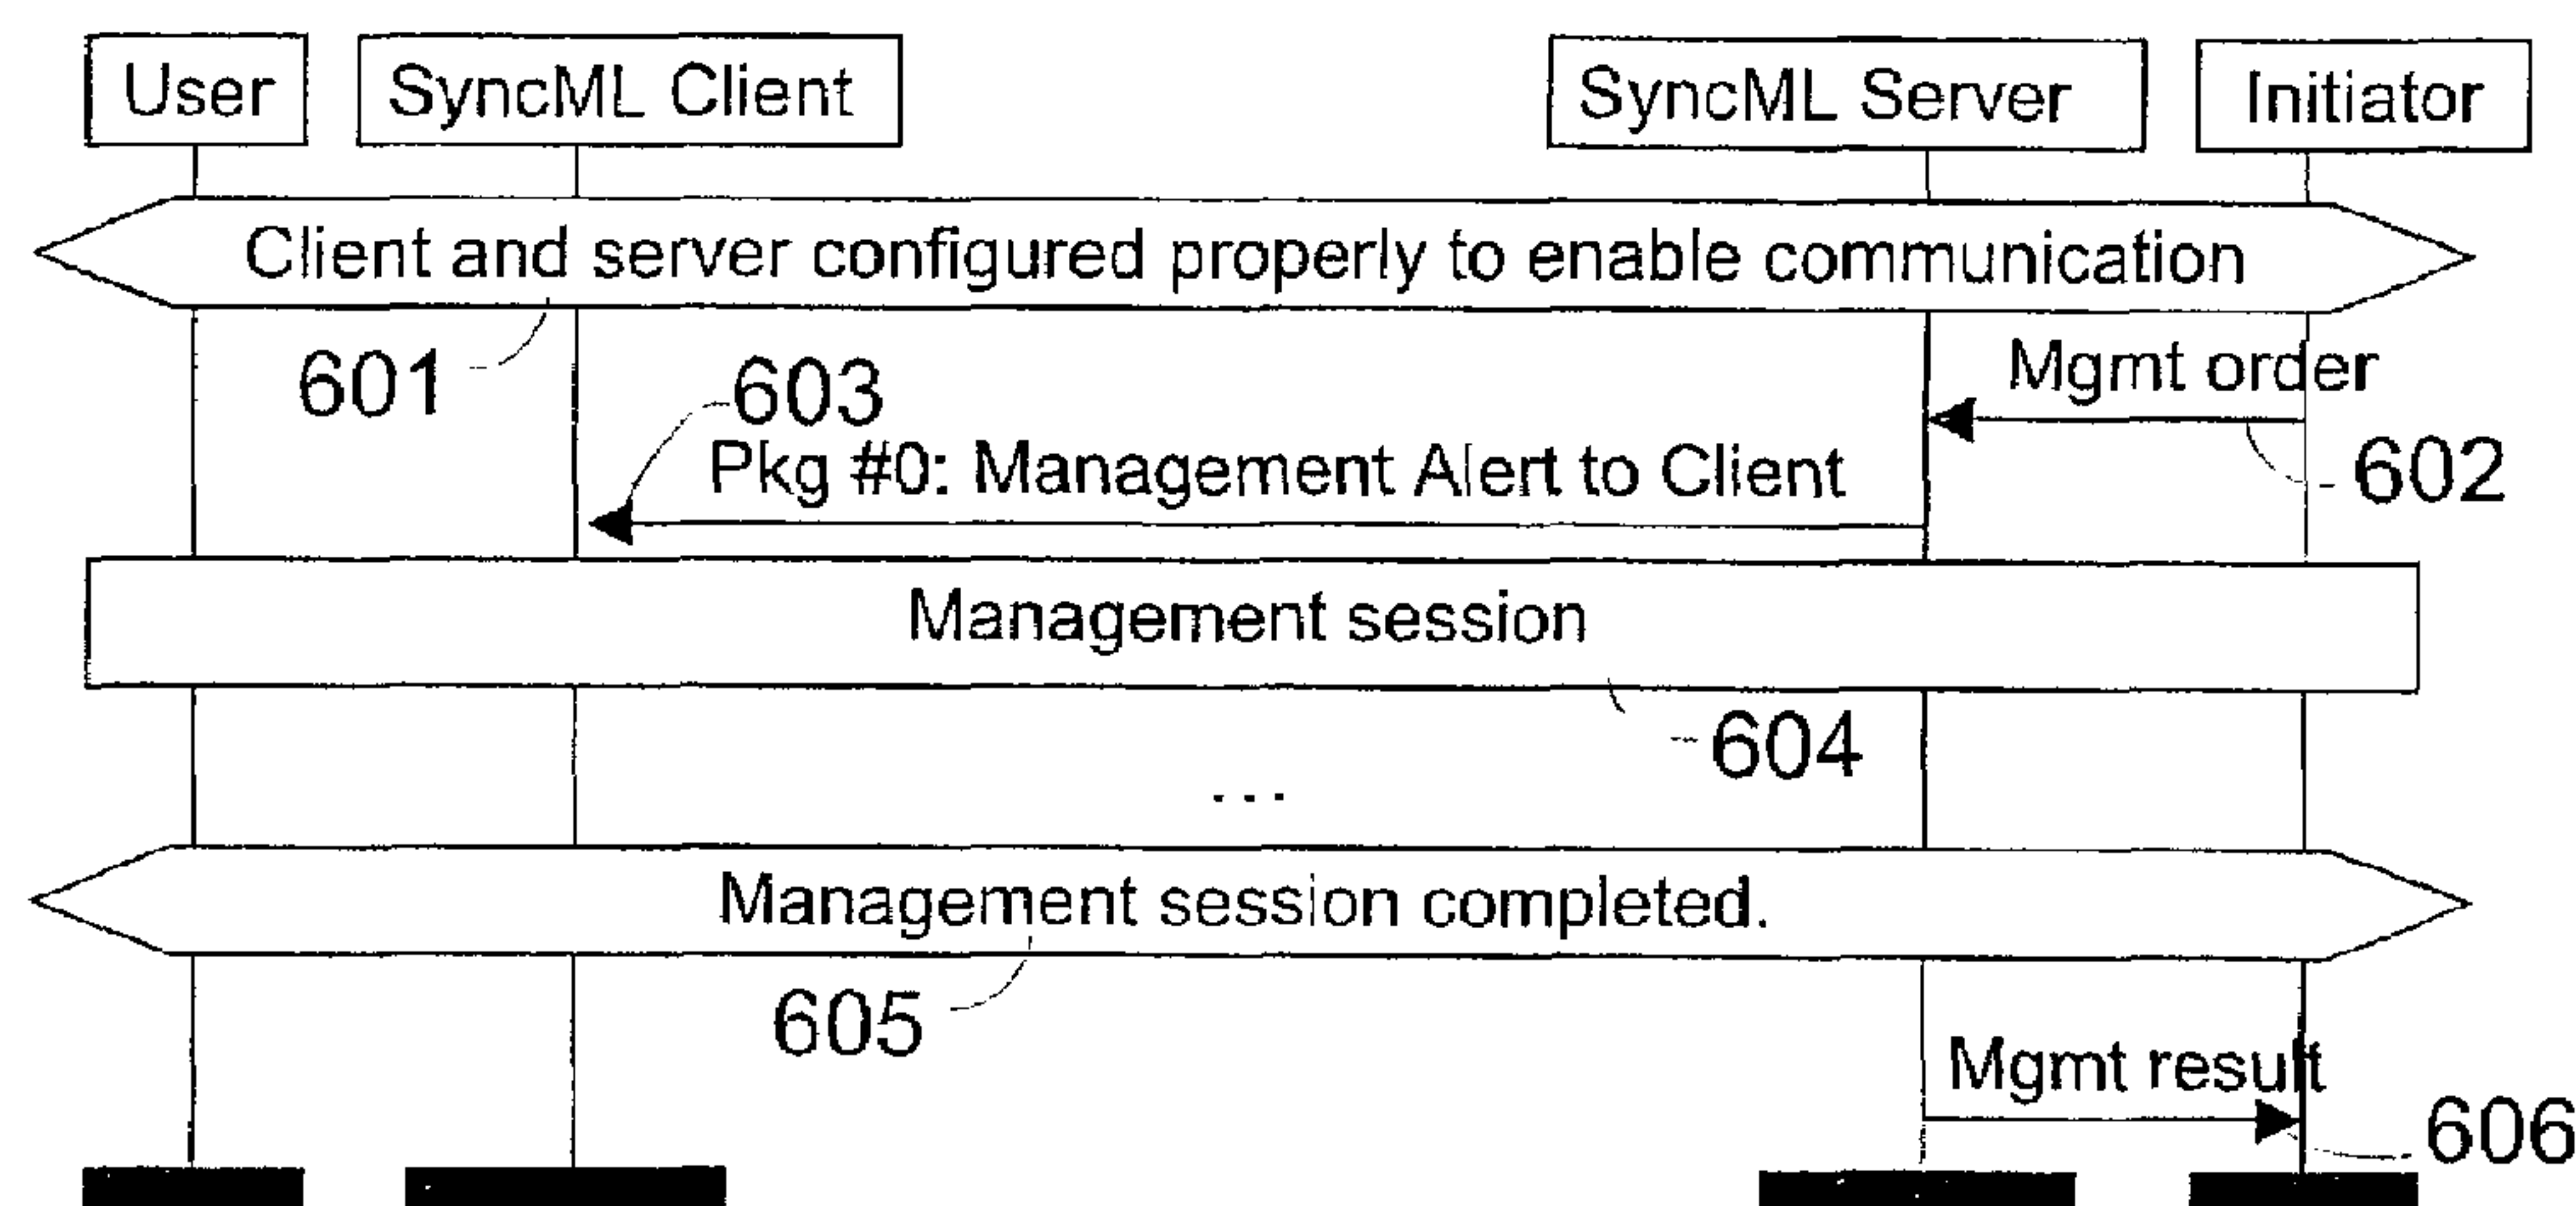 User SyncML Client SyncML Server Initiator
Client and server configured properly to enable communication
601
603
Mgmt order
602
Pkg #0: Management Alert to Client
Management session
604
...
Management session completed.
605
Mgmt result
606